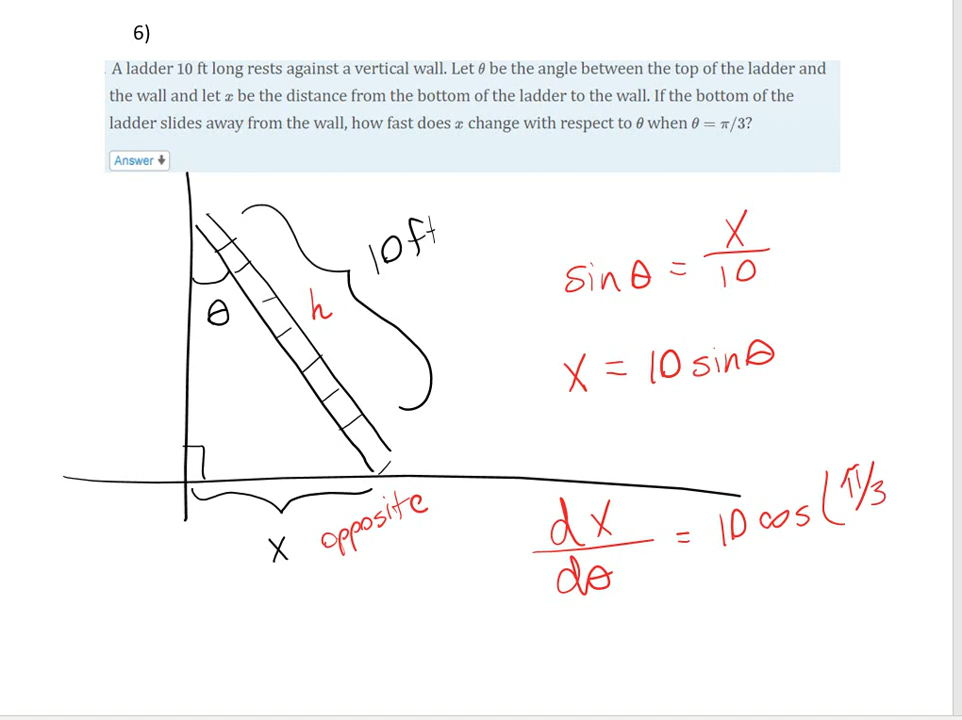 6)
A ladder 10 ft long rests against a vertical wall. Let θ be the angle between the top of the ladder and
the wall and let x be the distance from the bottom of the ladder to the wall. If the bottom of the
ladder slides away from the wall, how fast does x change with respect to θ when θ = π/3?
Answer
10ft
h
θ
sinθ = X/10
X = 10 sinθ
X opposite
dX/dθ = 10 cos(π/3